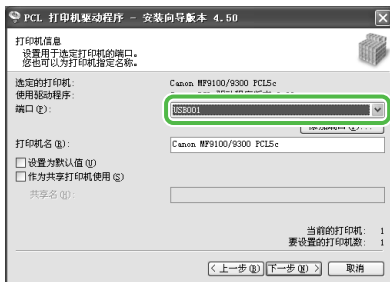 PCL 打印机驱动程序 - 安装向导版本 4.50
打印机信息
设置用于选定打印机的端口。
您也可以为打印机指定名称。
选定的打印机: Canon MF9100/9300 PCL5c
使用驱动程序:
端口(P): USB001
打印机名(R): Canon MF9100/9300 PCL5c
设置为默认值(U)
作为共享打印机使用(S)
共享名(H):
当前的打印机: 1
要设置的打印机数: 1
< 上一步(B) 下一步(N) > 取消